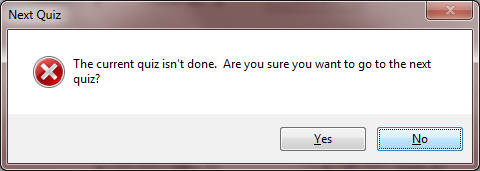 Next Quiz
The current quiz isn't done.  Are you sure you want to go to the next
quiz?
Yes
No